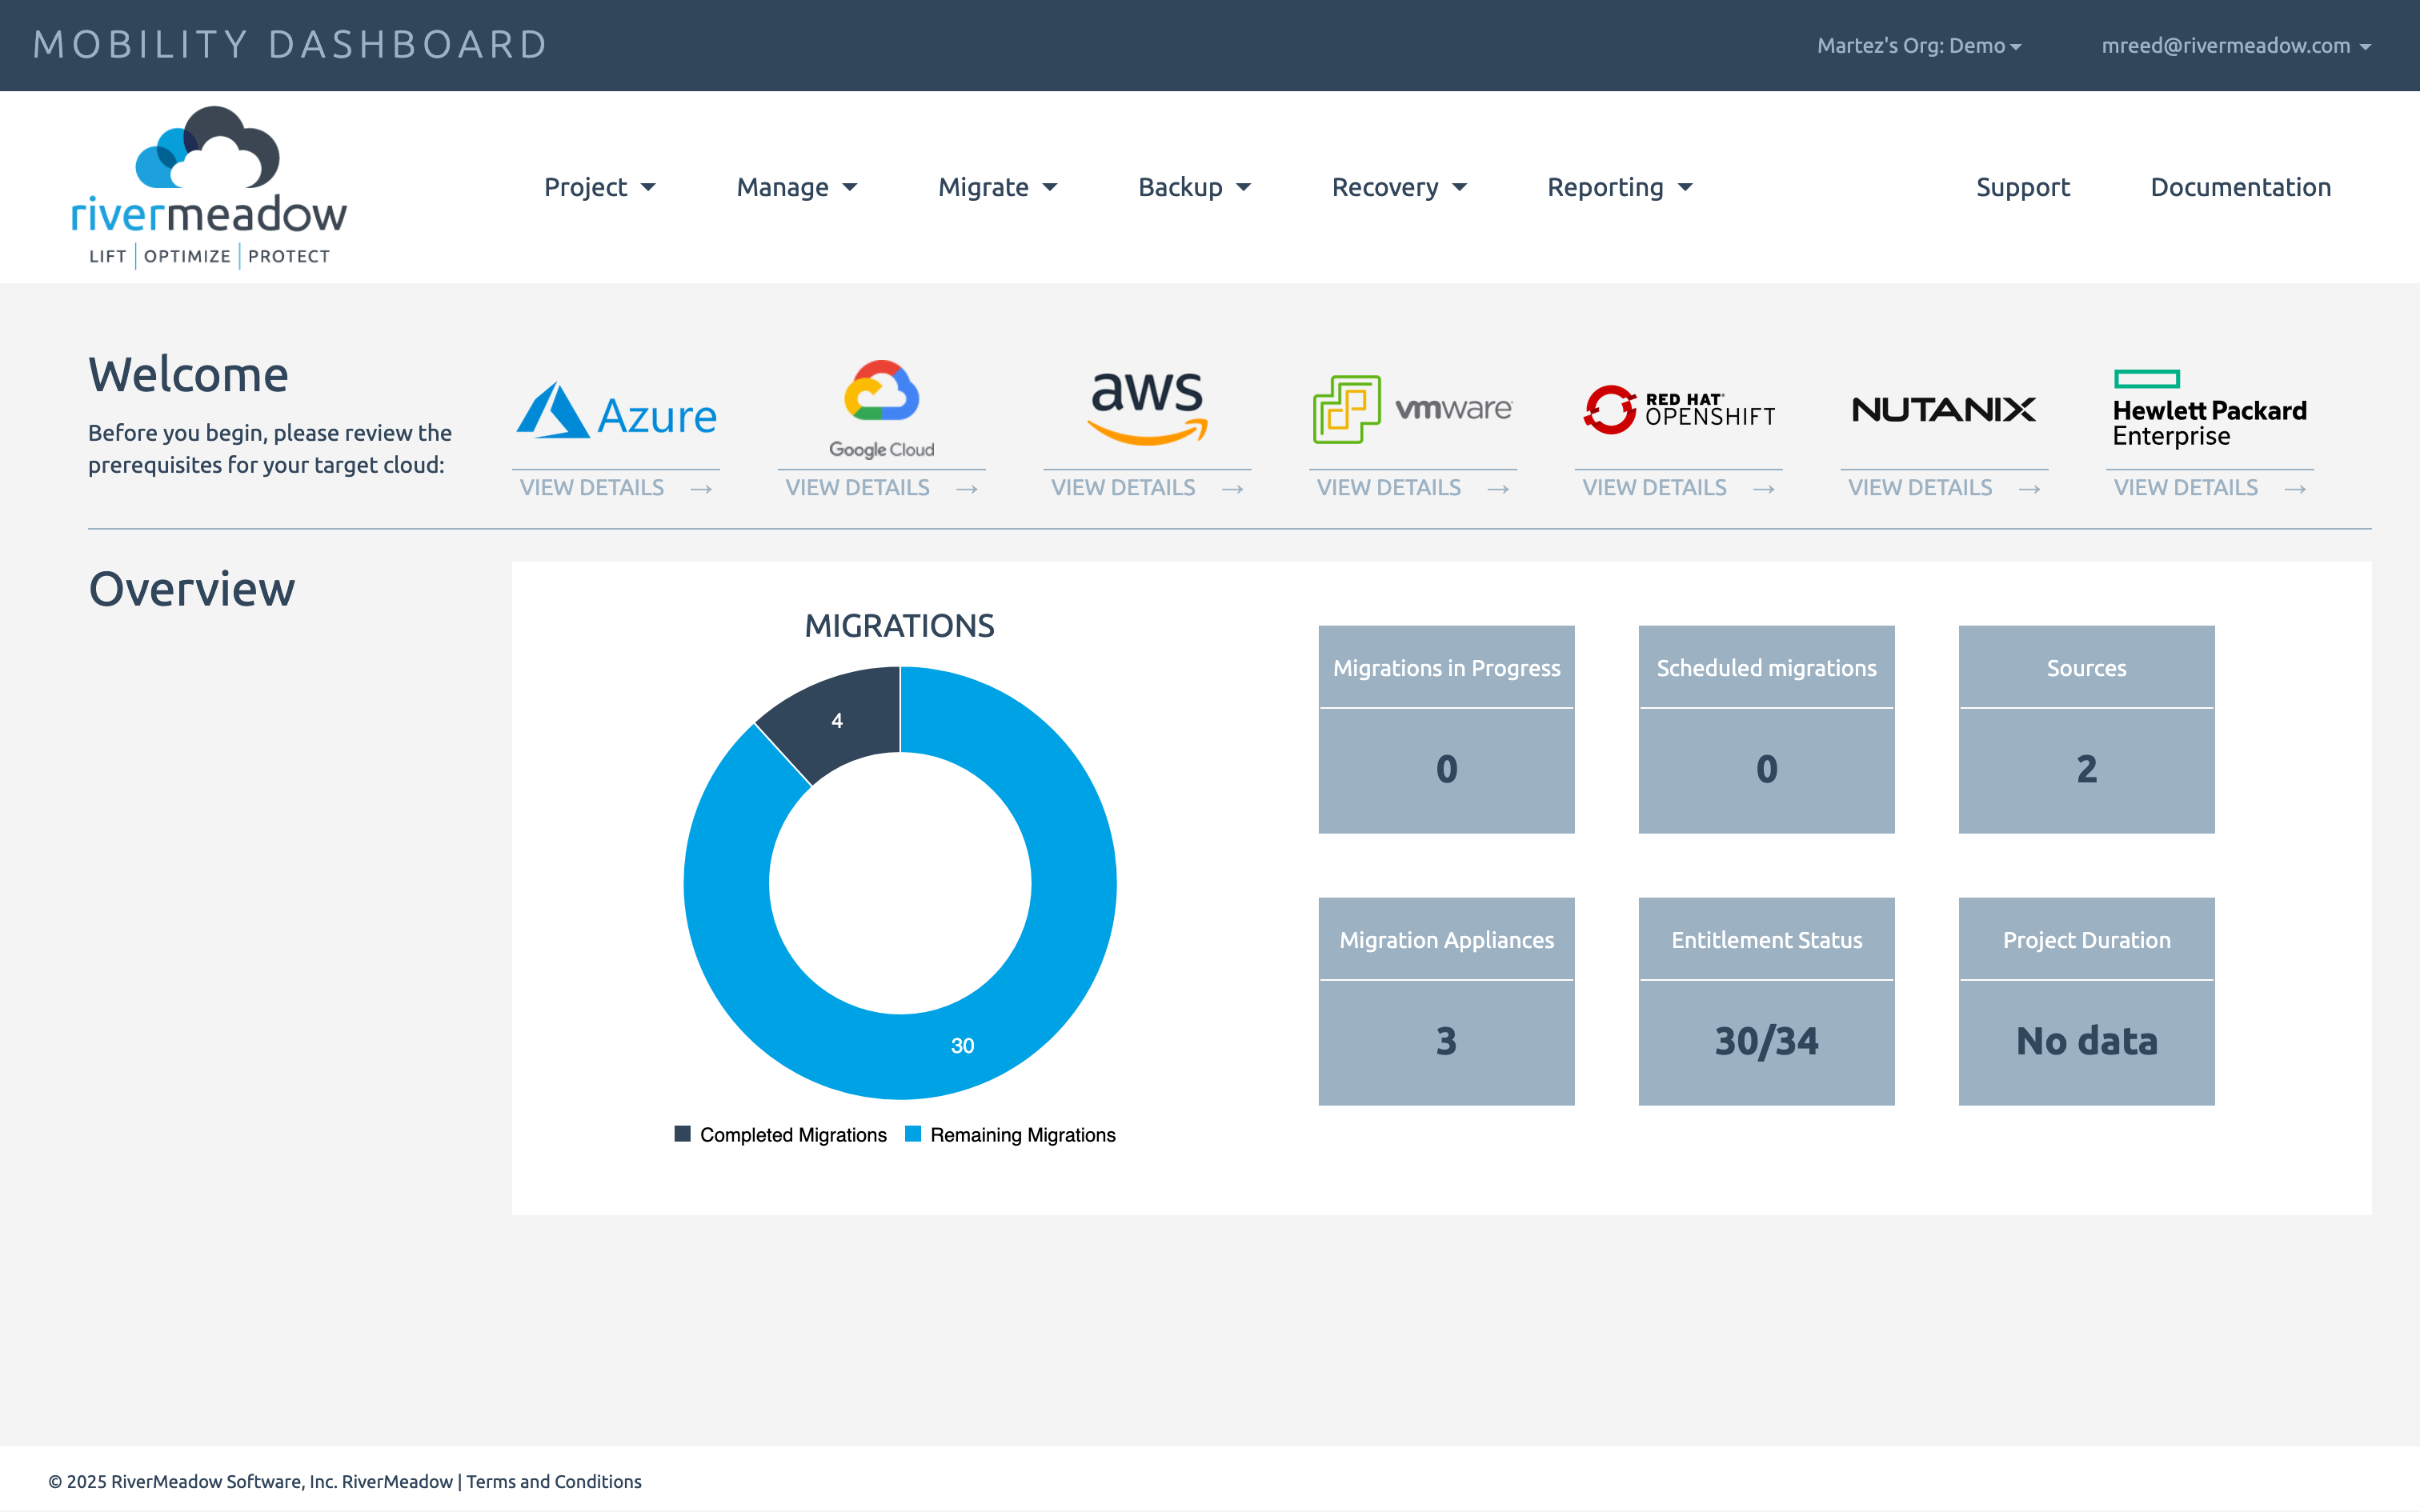 MOBILITY DASHBOARD
Martez's Org: Demo
mreed@rivermeadow.com
rivermeadow
LIFT | OPTIMIZE | PROTECT
Project
Manage
Migrate
Backup
Recovery
Reporting
Support
Documentation
Welcome
Before you begin, please review the
prerequisites for your target cloud:
Azure
VIEW DETAILS →
Google Cloud
VIEW DETAILS →
aws
VIEW DETAILS →
vmware
VIEW DETAILS →
RED HAT
OPENSHIFT
VIEW DETAILS →
NUTANIX
VIEW DETAILS →
Hewlett Packard
Enterprise
VIEW DETAILS →
Overview
MIGRATIONS
4
30
Completed Migrations
Remaining Migrations
Migrations in Progress
0
Scheduled migrations
0
Sources
2
Migration Appliances
3
Entitlement Status
30/34
Project Duration
No data
© 2025 RiverMeadow Software, Inc. RiverMeadow | Terms and Conditions